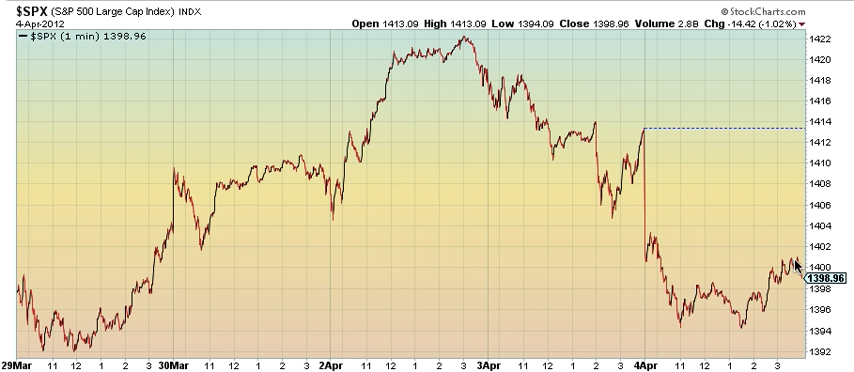 $SPX (S&P 500 Large Cap Index) INDX
© StockCharts.com
4-Apr-2012
Open 1413.09 High 1413.09 Low 1394.09 Close 1398.96 Volume 2.8B Chg -14.42 (-1.02%)
$SPX (1 min) 1398.96
1422
1420
1418
1416
1414
1412
1410
1408
1406
1404
1402
1400
1398.96
1398
1396
1394
1392
29Mar 11 12 1 2 3 30Mar 11 12 1 2 3 2Apr 11 12 1 2 3 3Apr 11 12 1 2 3 4Apr 11 12 1 2 3